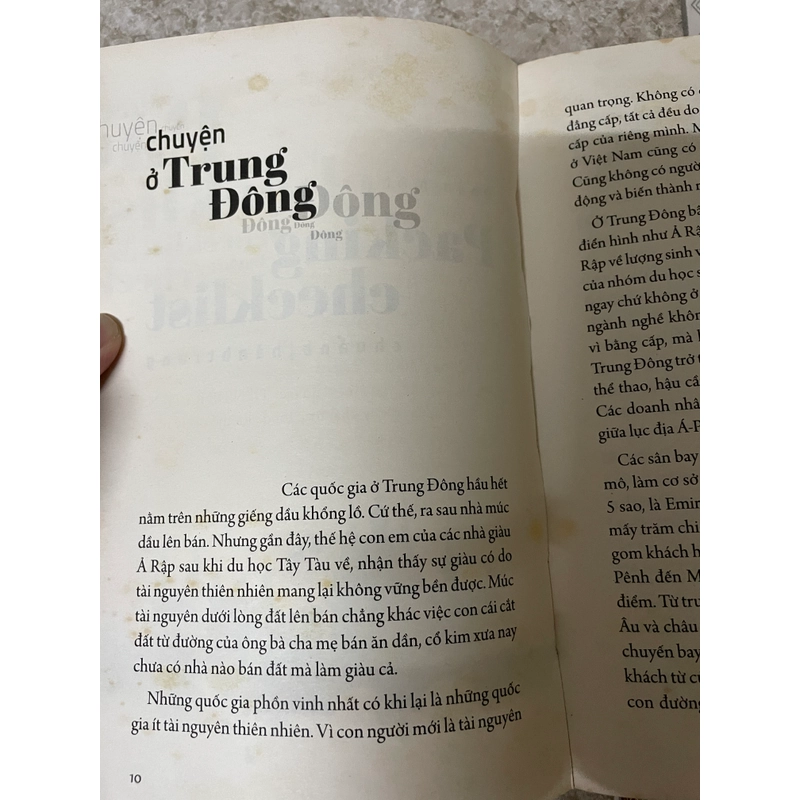 chuyện
ở Trung
Đông Đông
Đông Đông
Đông
Các quốc gia ở Trung Đông hầu hết
nằm trên những giếng dầu khổng lồ. Cứ thế, ra sau nhà múc
dầu lên bán. Nhưng gần đây, thế hệ con em của các nhà giàu
Ả Rập sau khi du học Tây Tàu về, nhận thấy sự giàu có do
tài nguyên thiên nhiên mang lại không vững bền được. Múc
tài nguyên dưới lòng đất lên bán chẳng khác việc con cái cắt
đất từ đường của ông bà cha mẹ bán ăn dần, cổ kim xưa nay
chưa có nhà nào bán đất mà làm giàu cả.
Những quốc gia phồn vinh nhất có khi lại là những quốc
gia ít tài nguyên thiên nhiên. Vì con người mới là tài nguyên
10
quan trọng. Không có
đẳng cấp, tất cả đều do
cấp của riêng mình.
ở Việt Nam cũng có
Cũng không có người
động và biến thành
Ở Trung Đông
điển hình như Ả
Rập về lượng sinh
của nhóm du học
ngay chứ không ở
ngành nghề không
vì bằng cấp, mà
Trung Đông trở
thể thao, hậu
Các doanh
giữa lục địa
Các sân bay
mỏ, làm cơ sở
5 sao, là
mấy trăm
gom khách
Pênh đến
điểm. Từ
Âu và châu
chuyến bay
khách từ
con